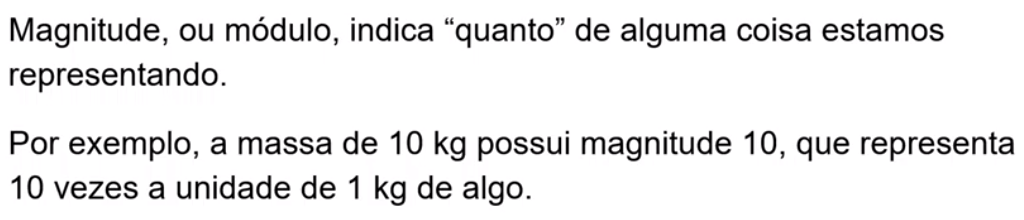 Magnitude, ou módulo, indica “quanto” de alguma coisa estamos
representando.
Por exemplo, a massa de 10 kg possui magnitude 10, que representa
10 vezes a unidade de 1 kg de algo.